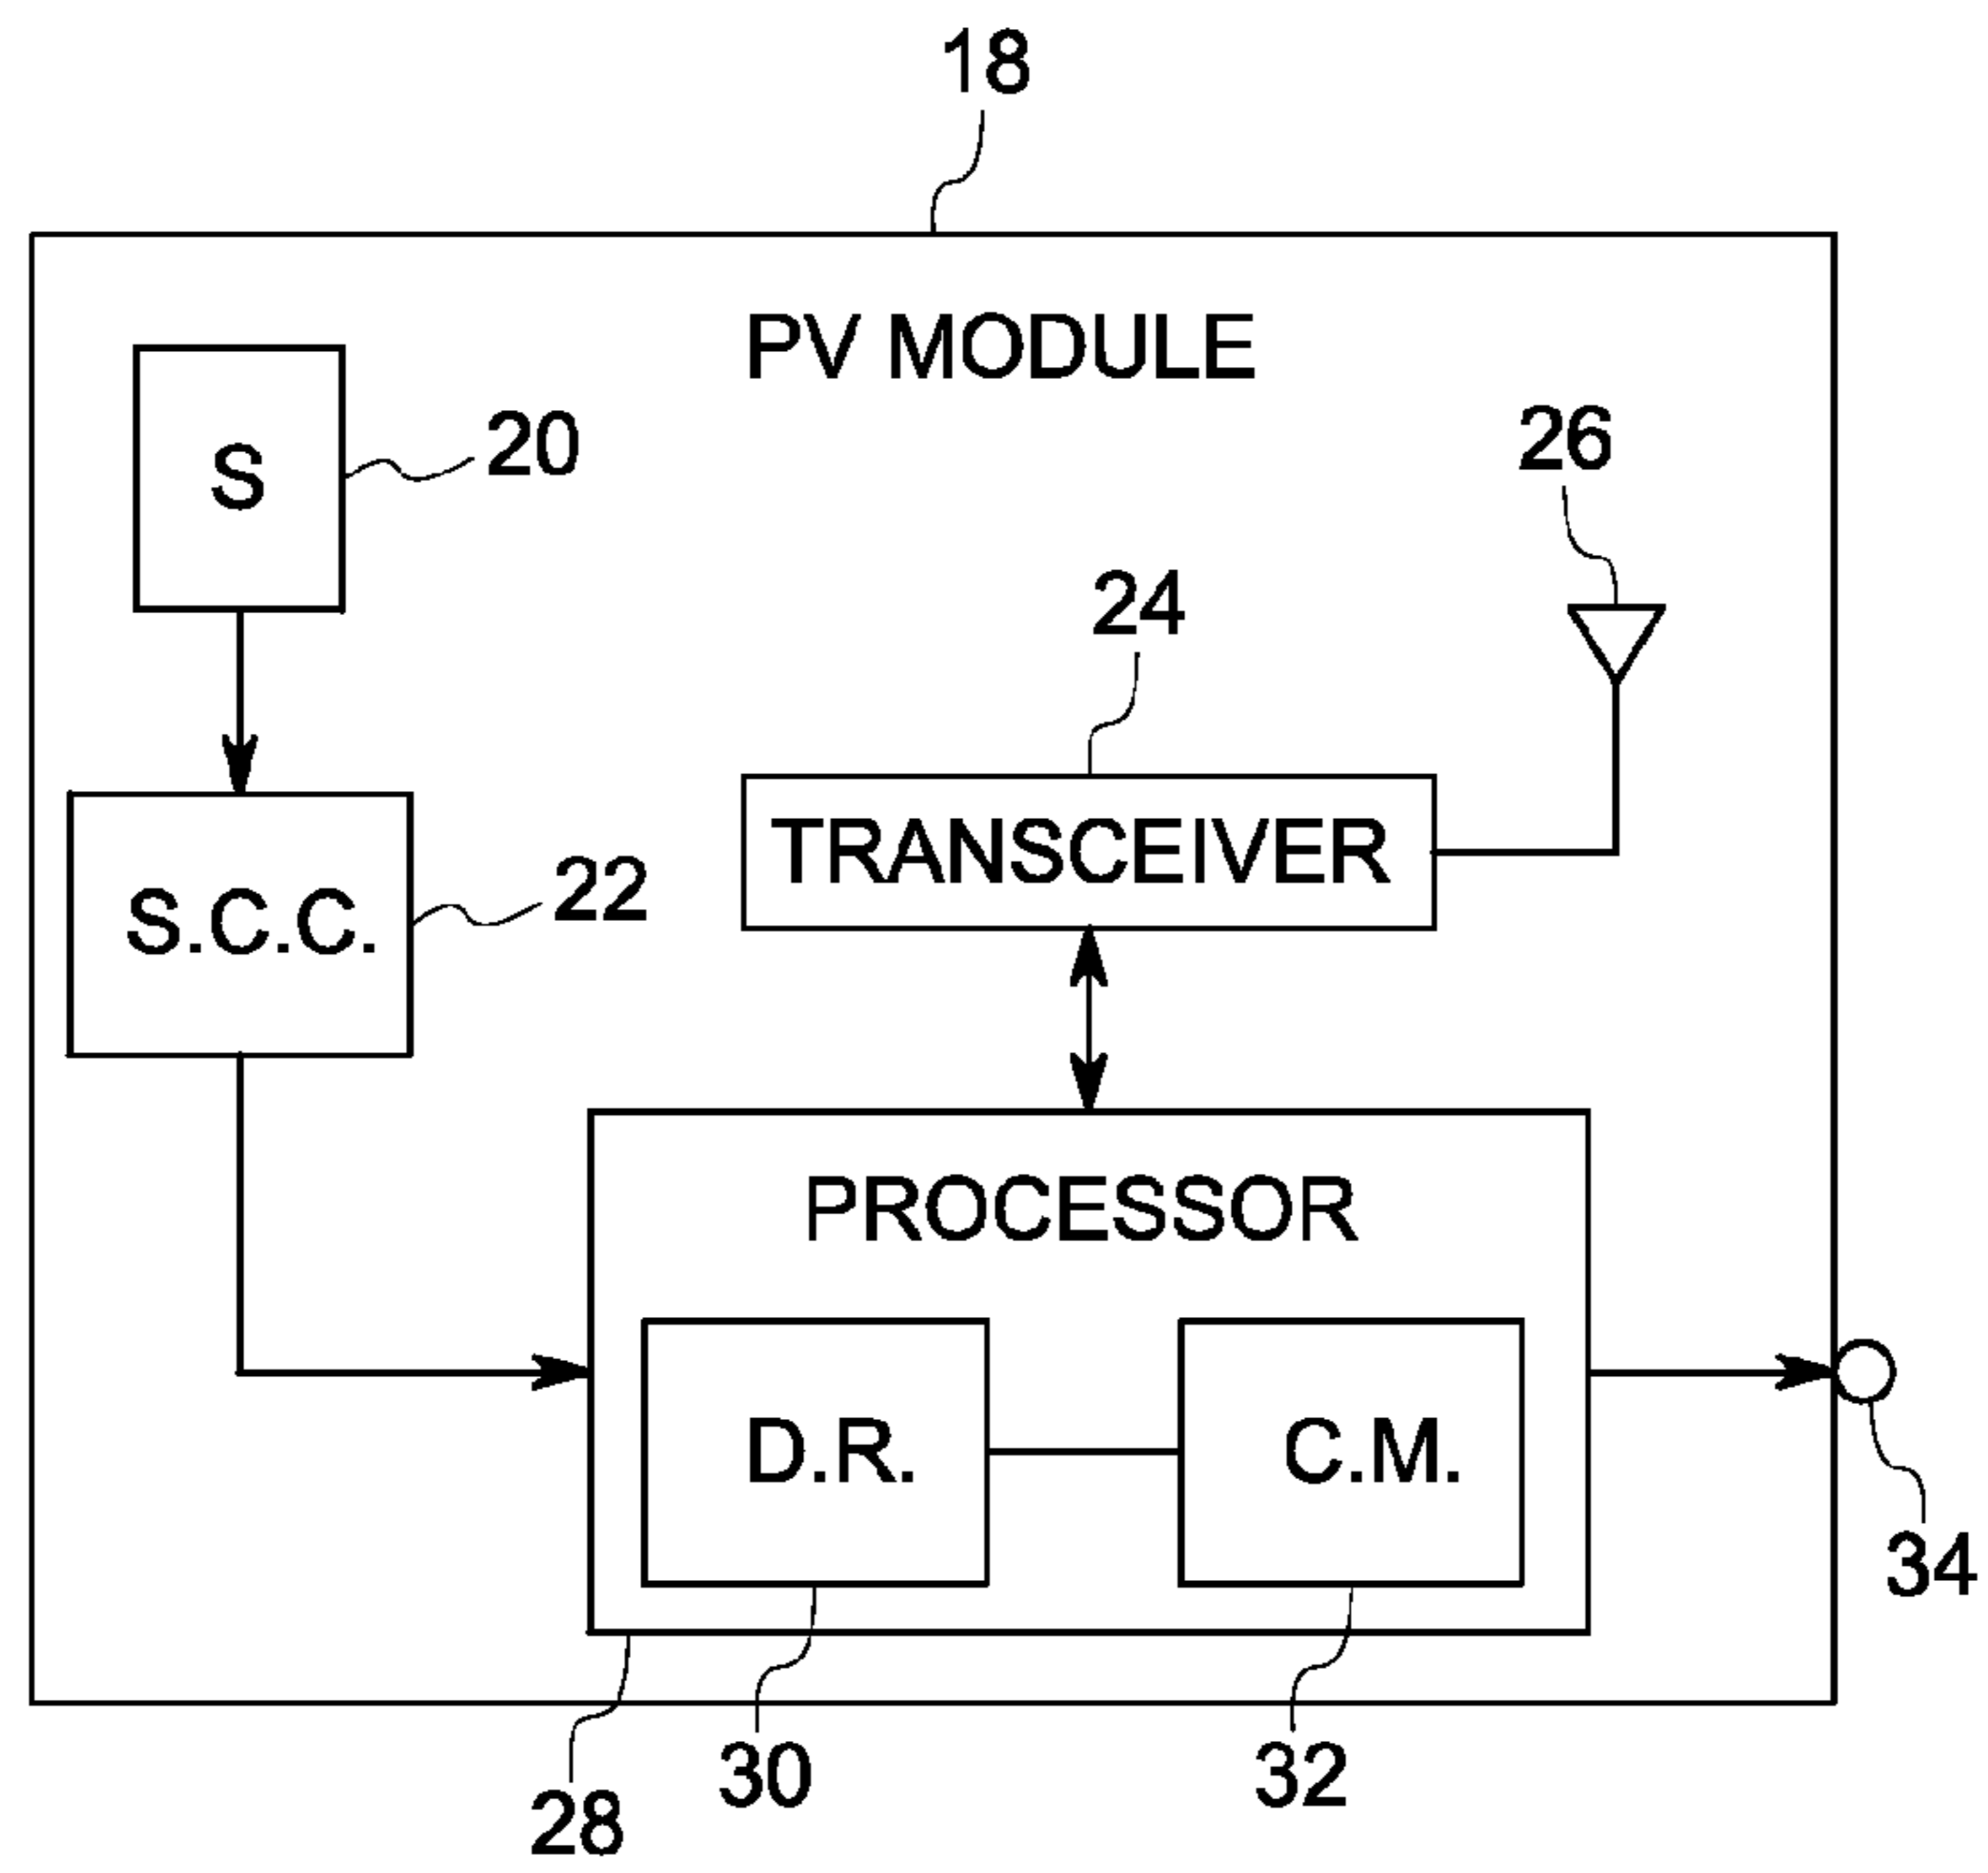 18
PV MODULE
S
20
26
24
TRANSCEIVER
S.C.C.
22
PROCESSOR
D.R.
C.M.
34
30
32
28